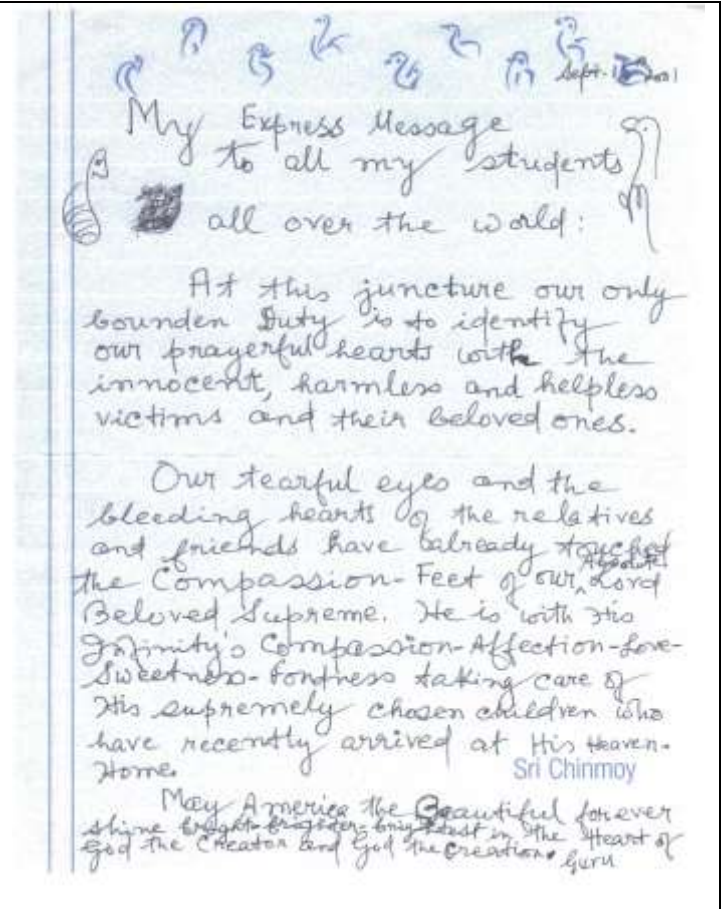 Sept. 2001
My Express Message
to all my students
all over the world:
At this juncture our only
bounden Duty is to identify
our prayerful hearts with the
innocent, harmless and helpless
victims and their beloved ones.
Our tearful eyes and the
bleeding hearts of the relatives
and friends have already touched
the Compassion-Feet of our Absolute Lord
Beloved Supreme. He is with His
Infinity's Compassion-Affection-Love-
Sweetness-Fondness taking care of
His supremely chosen children who
have recently arrived at His Heaven-
Home.
Sri Chinmoy
May America the Beautiful forever
shine bright-brighter-brightest in the Heart of
God the Creator and God the creation.
Guru